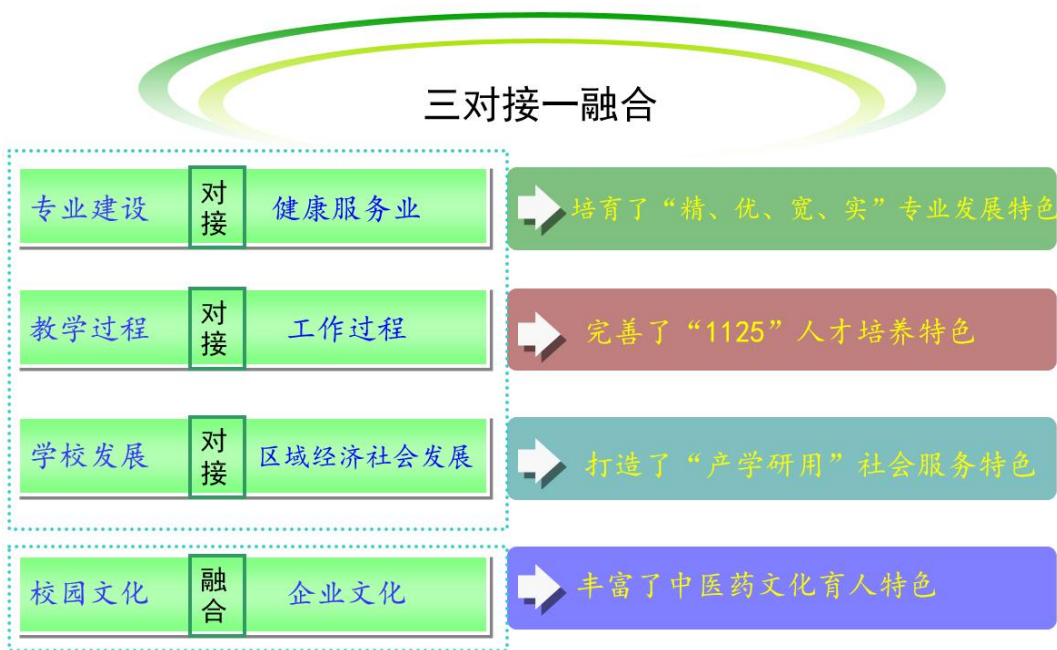 三对接一融合
专业建设 对接 健康服务业
培育了“精、优、宽、实”专业发展特色
教学过程 对接 工作过程
完善了“1125”人才培养特色
学校发展 对接 区域经济社会发展
打造了“产学研用”社会服务特色
校园文化 融合 企业文化
丰富了中医药文化育人特色